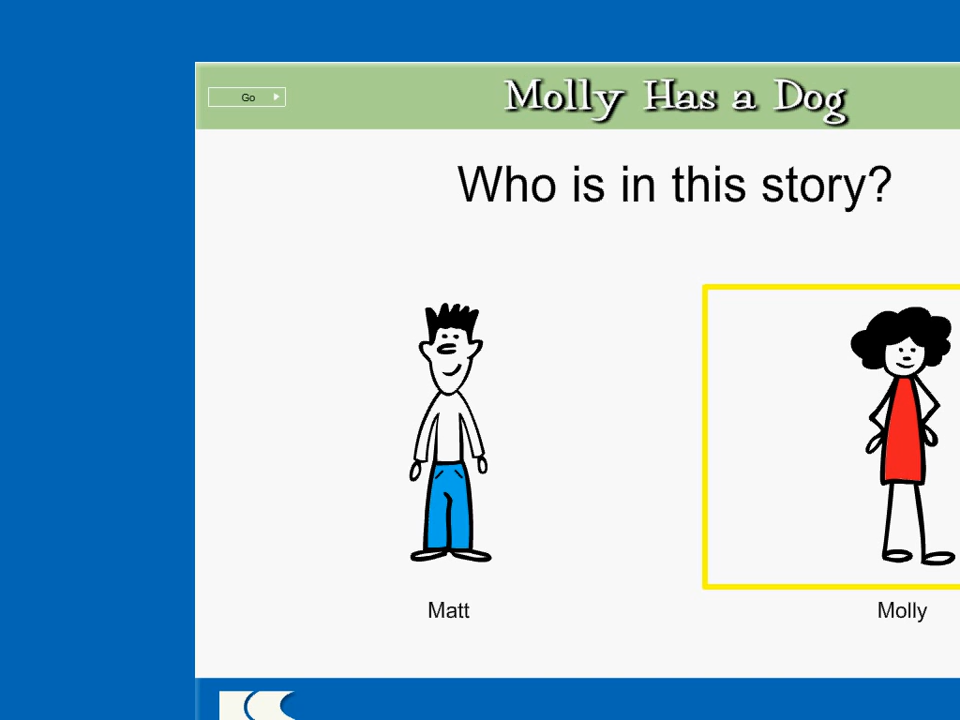 Go
Molly Has a Dog
Who is in this story?
Matt
Molly